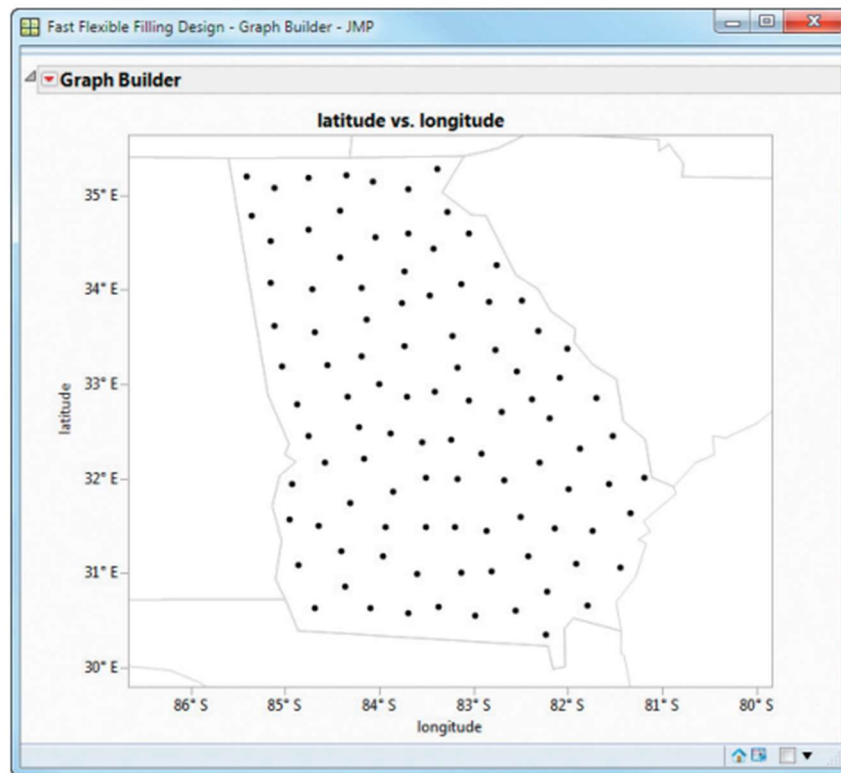 Fast Flexible Filling Design - Graph Builder - JMP
Graph Builder
latitude vs. longitude
35° E
34° E
33° E
32° E
31° E
30° E
latitude
86° S 85° S 84° S 83° S 82° S 81° S 80° S
longitude